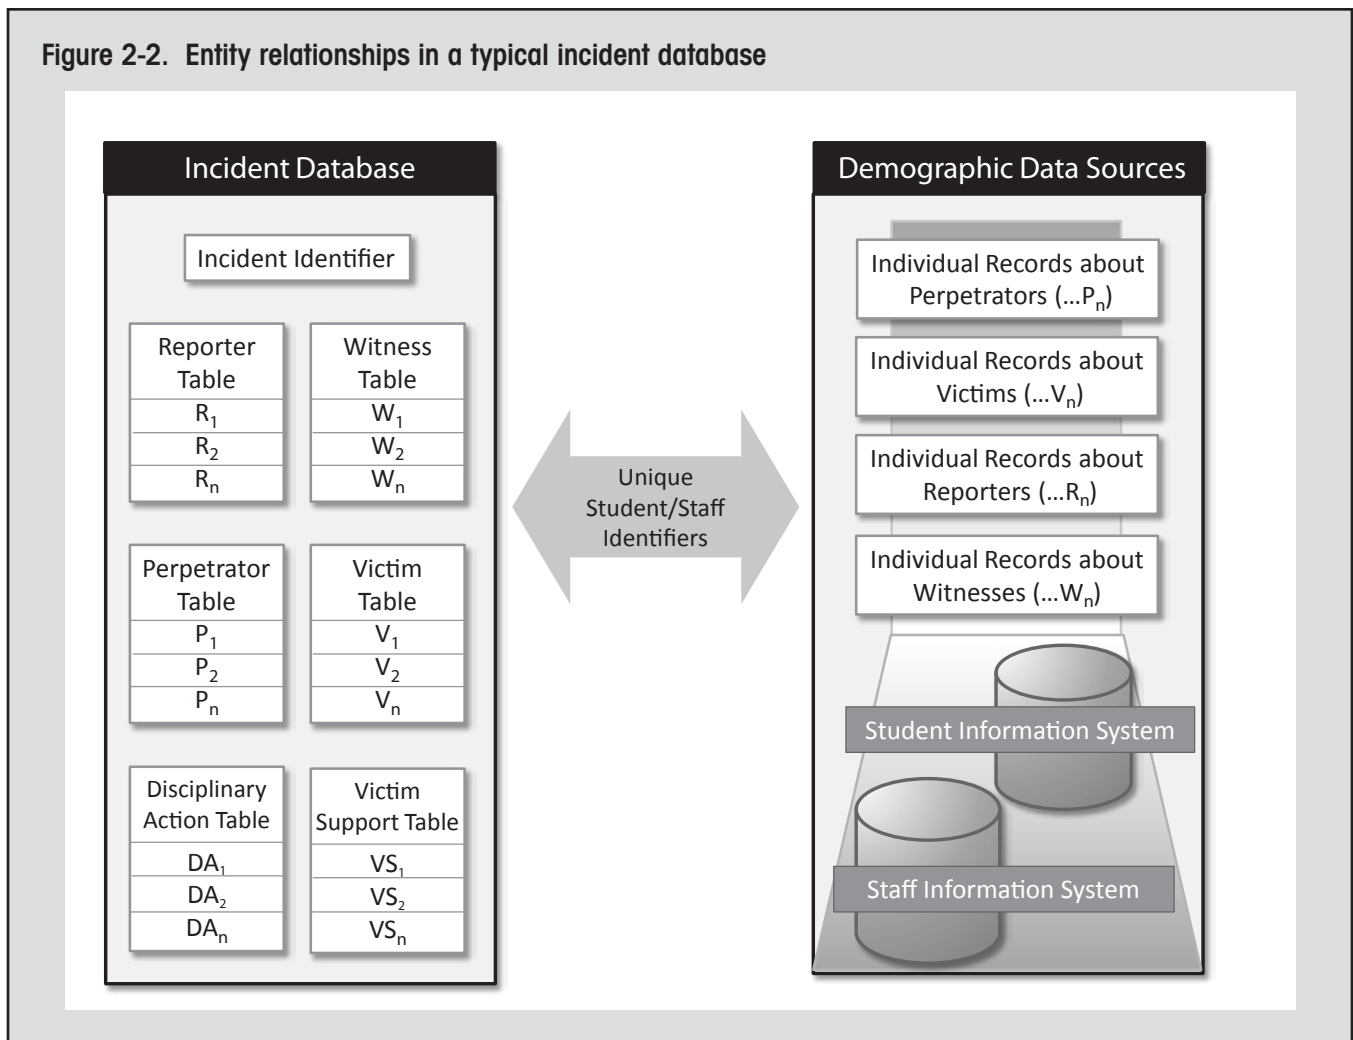 Figure 2-2. Entity relationships in a typical incident database
Incident Database
Incident Identifier
Reporter
Table
R1
R2
Rn
Witness
Table
W1
W2
Wn
Perpetrator
Table
P1
P2
Pn
Victim
Table
V1
V2
Vn
Disciplinary
Action Table
DA1
DA2
DAn
Victim
Support Table
VS1
VS2
VSn
Unique
Student/Staff
Identifiers
Demographic Data Sources
Individual Records about
Perpetrators (...Pn)
Individual Records about
Victims (...Vn)
Individual Records about
Reporters (...Rn)
Individual Records about
Witnesses (...Wn)
Student Information System
Staff Information System